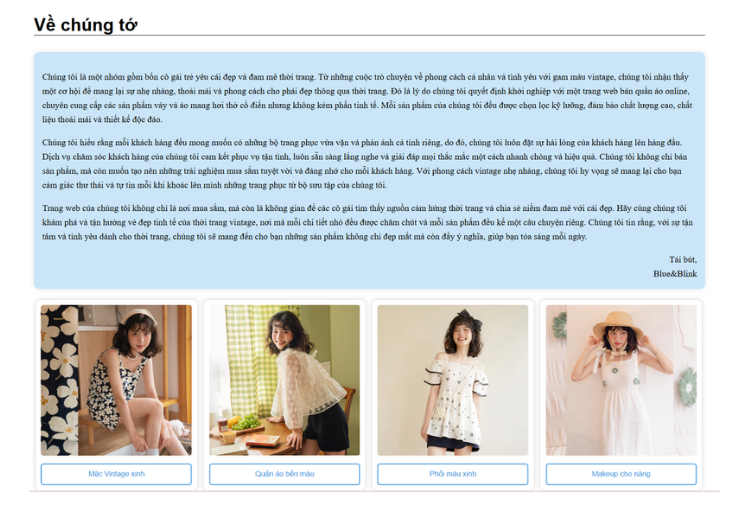 Về chúng tớ
Chúng tôi là một nhóm gồm bốn cô gái trẻ yêu cái đẹp và đam mê thời trang. Từ những cuộc trò chuyện về phong cách cá nhân và tình yêu với gam màu vintage, chúng tôi nhận thấy
một cơ hội để mang lại sự nhẹ nhàng, thoải mái và phong cách cho phái đẹp thông qua thời trang. Đó là lý do chúng tôi quyết định khởi nghiệp với một trang web bán quần áo online,
chuyên cung cấp các sản phẩm váy và áo mang hơi thở cổ điển nhưng không kém phần tinh tế. Mỗi sản phẩm của chúng tôi đều được chọn lọc kỹ lưỡng, đảm bảo chất lượng cao, chất
liệu thoải mái và thiết kế độc đáo.
Chúng tôi hiểu rằng mỗi khách hàng đều mong muốn có những bộ trang phục vừa vặn và phản ánh cá tính riêng, do đó, chúng tôi luôn đặt sự hài lòng của khách hàng lên hàng đầu.
Dịch vụ chăm sóc khách hàng của chúng tôi cam kết phục vụ tận tình, luôn sẵn sàng lắng nghe và giải đáp mọi thắc mắc một cách nhanh chóng và hiệu quả. Chúng tôi không chỉ bán
sản phẩm, mà còn muốn tạo nên những trải nghiệm mua sắm tuyệt vời và đáng nhớ cho mỗi khách hàng. Với phong cách vintage nhẹ nhàng, chúng tôi hy vọng sẽ mang lại cho bạn
cảm giác thư thái và tự tin mỗi khi khoác lên mình những trang phục từ bộ sưu tập của chúng tôi.
Trang web của chúng tôi không chỉ là nơi mua sắm, mà còn là không gian để các cô gái tìm thấy nguồn cảm hứng thời trang và chia sẻ niềm đam mê với cái đẹp. Hãy cùng chúng tôi
khám phá và tận hưởng vẻ đẹp tinh tế của thời trang vintage, nơi mà mỗi chi tiết nhỏ đều được chăm chút và mỗi sản phẩm đều kể một câu chuyện riêng. Chúng tôi tin rằng, với sự tận
tâm và tình yêu dành cho thời trang, chúng tôi sẽ mang đến cho bạn những sản phẩm không chỉ đẹp mắt mà còn đầy ý nghĩa, giúp bạn tỏa sáng mỗi ngày.
Tái bút,
Blue&Blink
Mặc Vintage xinh
Quần áo bền màu
Phối màu xinh
Makeup cho nàng